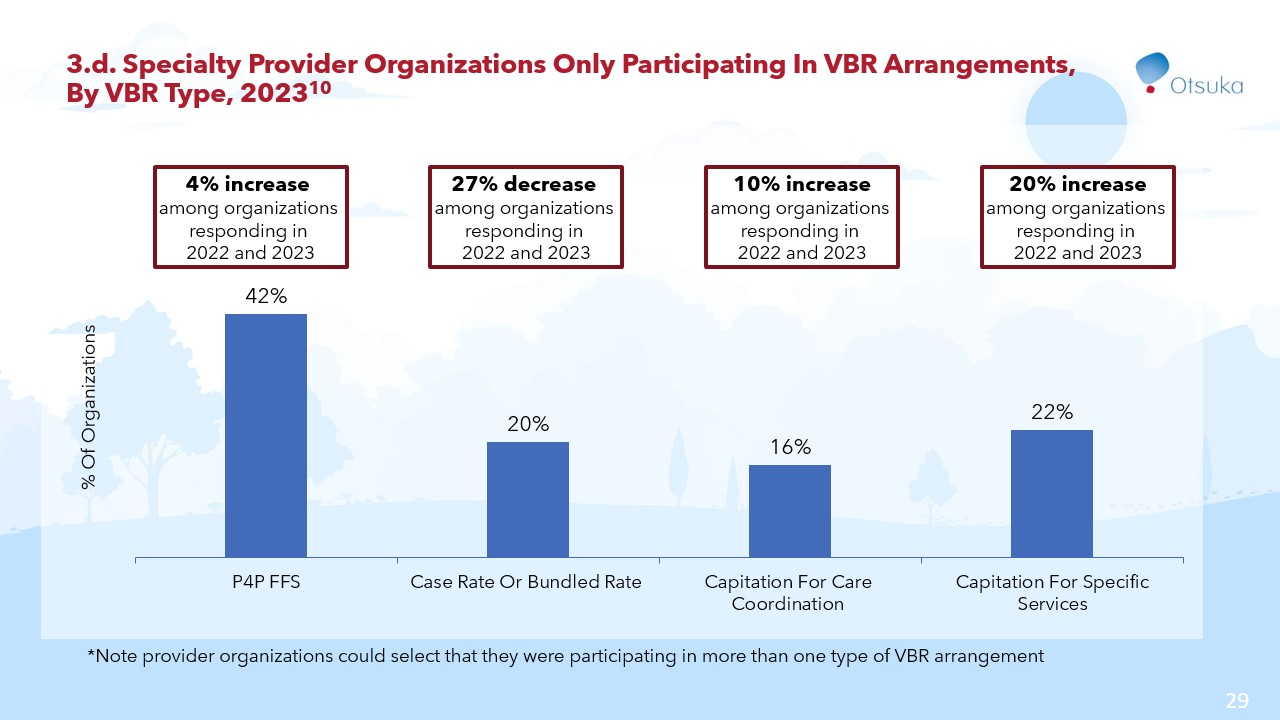 3.d. Specialty Provider Organizations Only Participating In VBR Arrangements,
By VBR Type, 2023¹⁰
Otsuka
4% increase
among organizations
responding in
2022 and 2023
27% decrease
among organizations
responding in
2022 and 2023
10% increase
among organizations
responding in
2022 and 2023
20% increase
among organizations
responding in
2022 and 2023
% Of Organizations
42%
20%
16%
22%
P4P FFS
Case Rate Or Bundled Rate
Capitation For Care
Coordination
Capitation For Specific
Services
*Note provider organizations could select that they were participating in more than one type of VBR arrangement
29